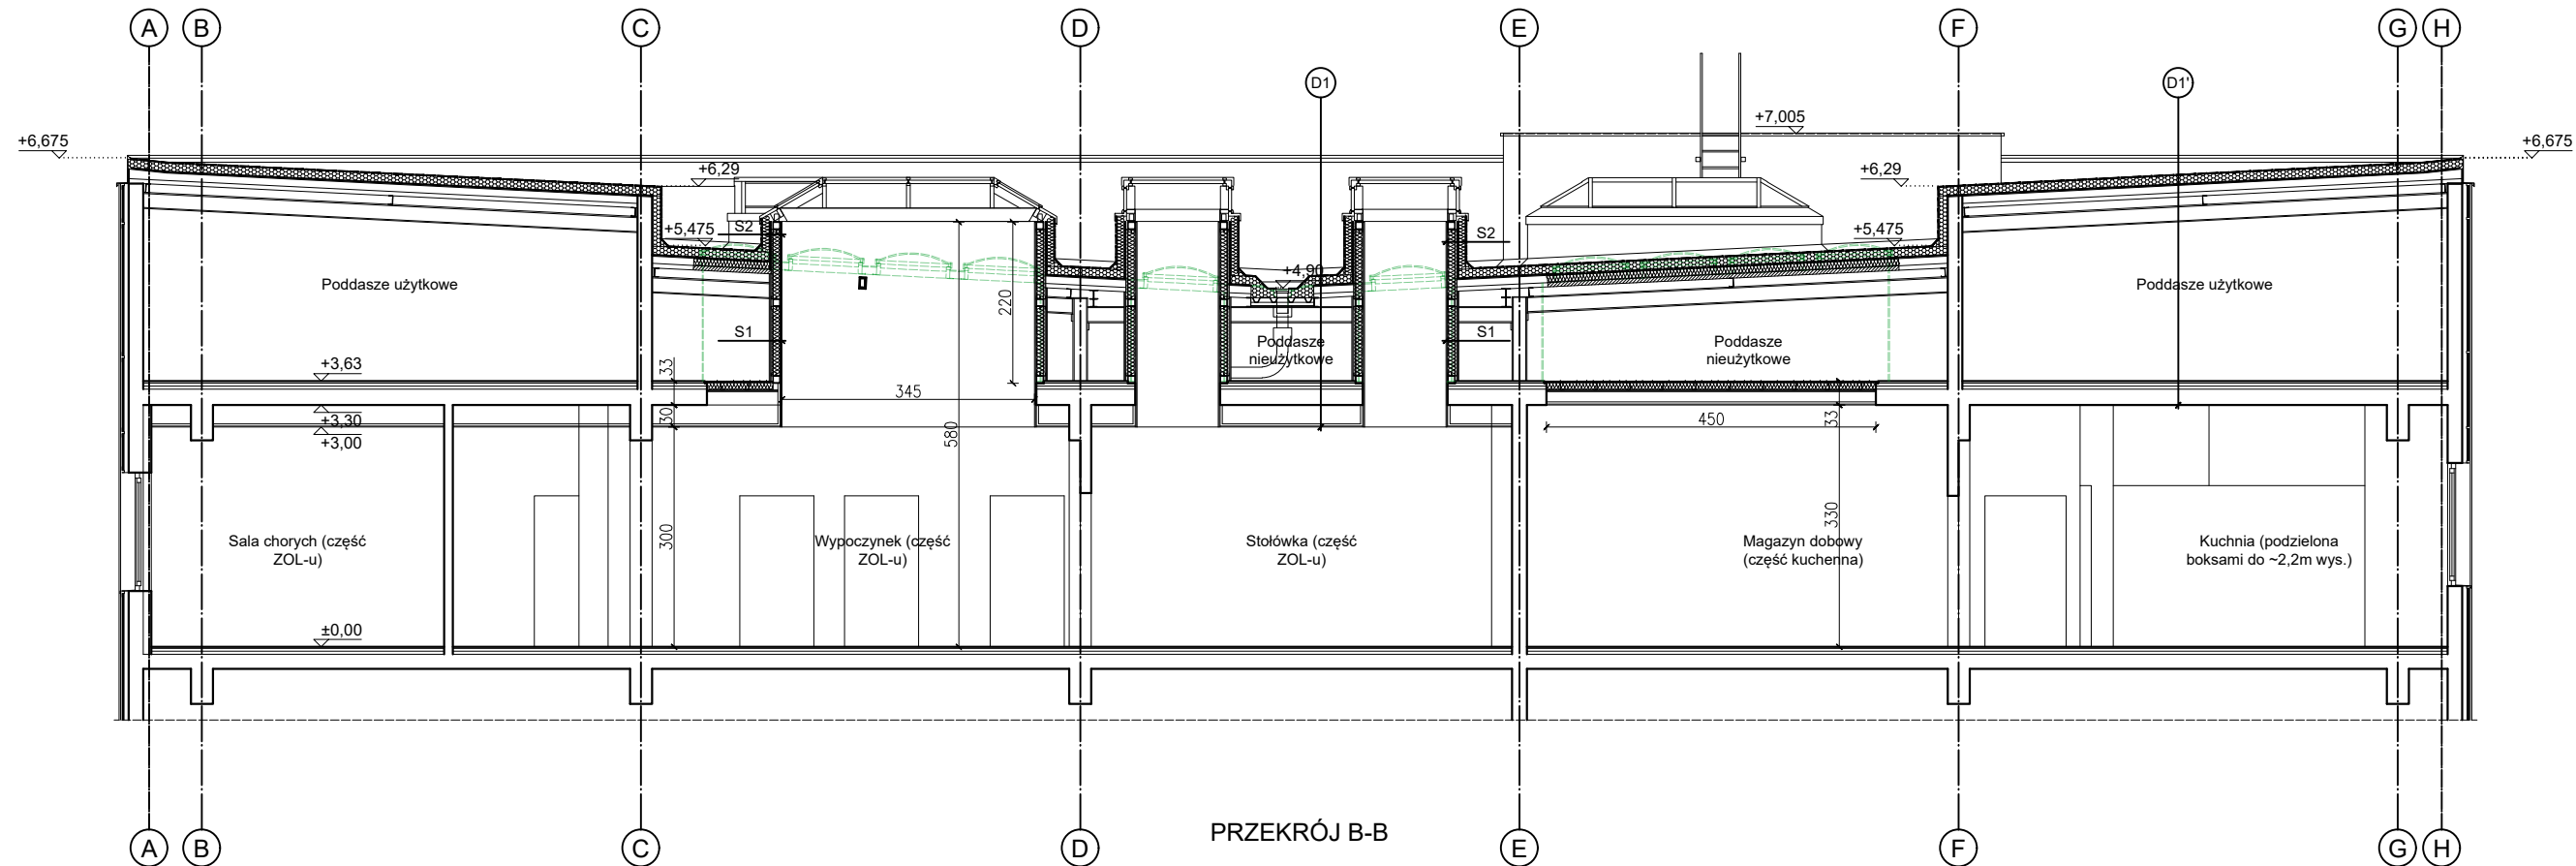 A B C D E F G H
D1 D1'
+7,005
+6,675 +6,675
+6,29 +6,29
S2 S2
+5,475 +5,475
+4,90
Poddasze użytkowe
Poddasze użytkowe
220
S1 S1
Poddasze
nieużytkowe
Poddasze
nieużytkowe
+3,63
33
345
30
+3,30
+3,00
580
450
33
300
330
Sala chorych (część
ZOL-u)
Wypoczynek (część
ZOL-u)
Stołówka (część
ZOL-u)
Magazyn dobowy
(część kuchenna)
Kuchnia (podzielona
boksami do ~2,2m wys.)
±0,00
PRZEKRÓJ B-B
A B C D E F G H